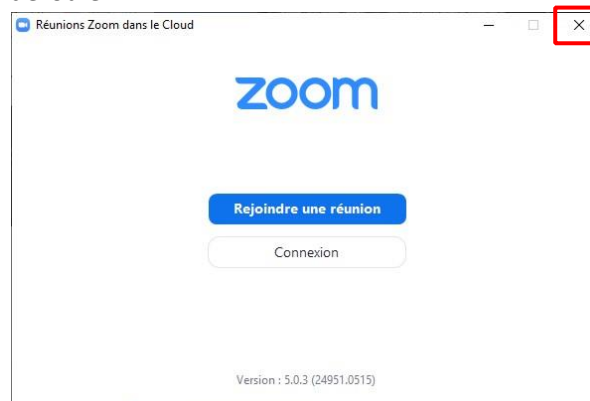 Réunions Zoom dans le Cloud
zoom
Rejoindre une réunion
Connexion
Version : 5.0.3 (24951.0515)